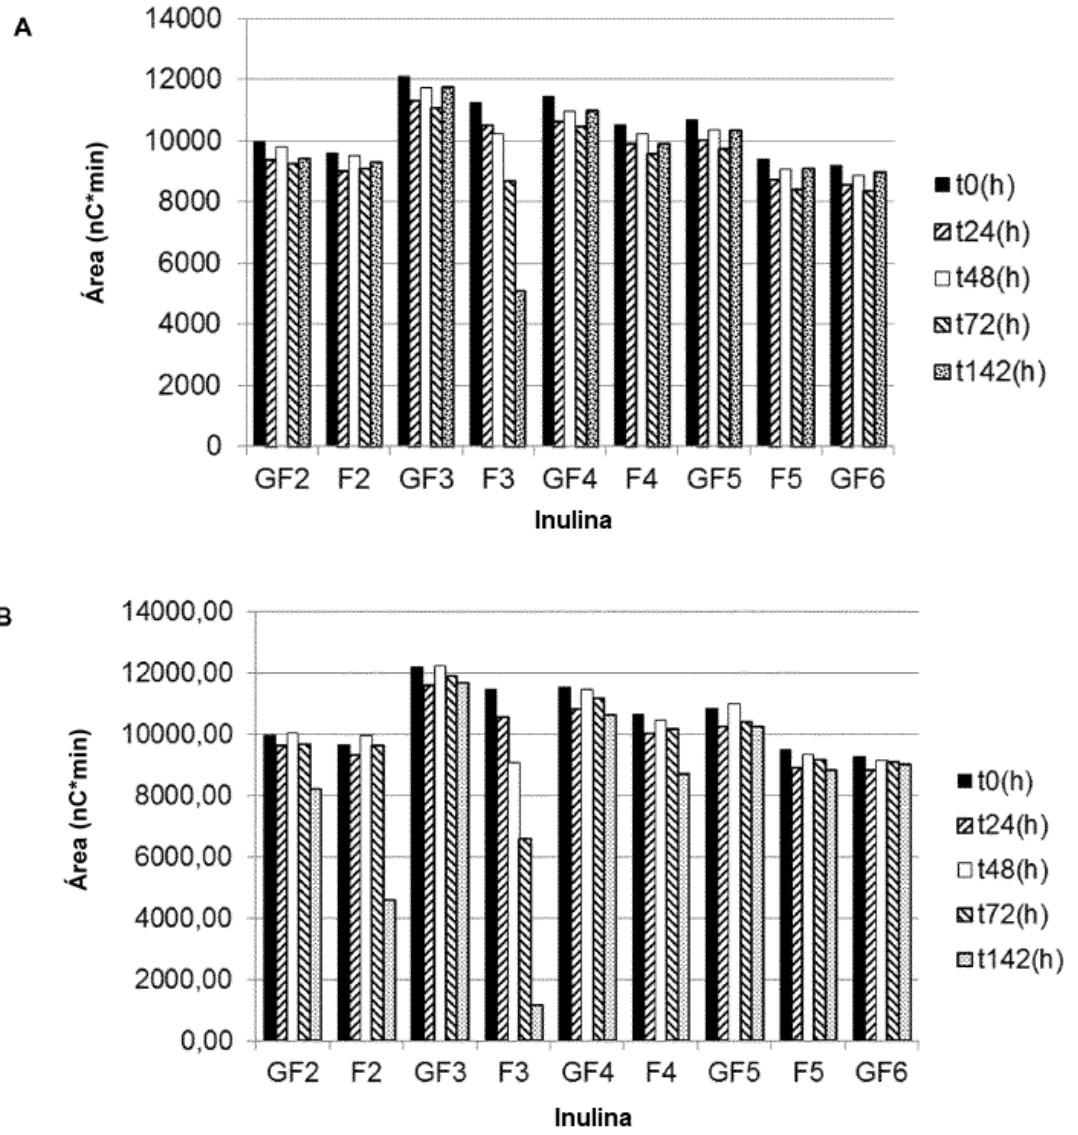 A
14000
12000
10000
8000
6000
4000
2000
0
Área (nC*min)
GF2 F2 GF3 F3 GF4 F4 GF5 F5 GF6
Inulina
t0(h)
t24(h)
t48(h)
t72(h)
t142(h)
B
14000,00
12000,00
10000,00
8000,00
6000,00
4000,00
2000,00
0,00
Área (nC*min)
GF2 F2 GF3 F3 GF4 F4 GF5 F5 GF6
Inulina
t0(h)
t24(h)
t48(h)
t72(h)
t142(h)